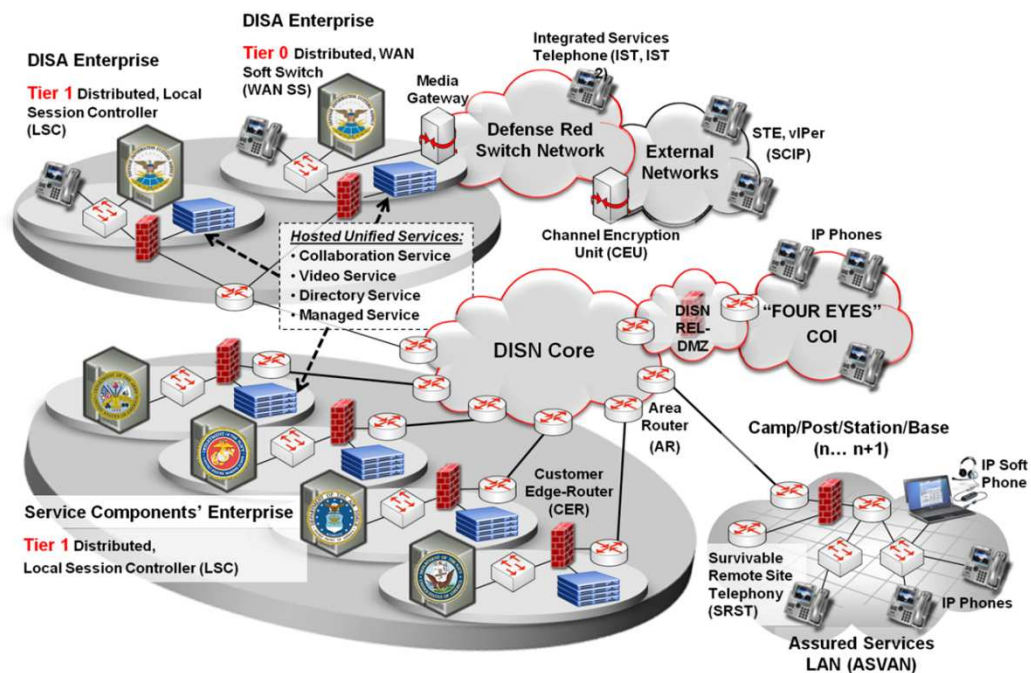 DISA Enterprise
Tier 0 Distributed, WAN
Soft Switch
(WAN SS)
DISA Enterprise
Tier 1 Distributed, Local
Session Controller
(LSC)
Media
Gateway
Integrated Services
Telephone (IST, IST
2)
Defense Red
Switch Network
External
Networks
STE, vIPer
(SCIP)
Channel Encryption
Unit (CEU)
Hosted Unified Services:
• Collaboration Service
• Video Service
• Directory Service
• Managed Service
IP Phones
DISN Core
DISN
REL-
DMZ
“FOUR EYES”
COI
Area
Router
(AR)
Camp/Post/Station/Base
(n… n+1)
IP Soft
Phone
Customer
Edge-Router
(CER)
Service Components’ Enterprise
Tier 1 Distributed,
Local Session Controller (LSC)
Survivable
Remote Site
Telephony
(SRST)
IP Phones
Assured Services
LAN (ASVAN)